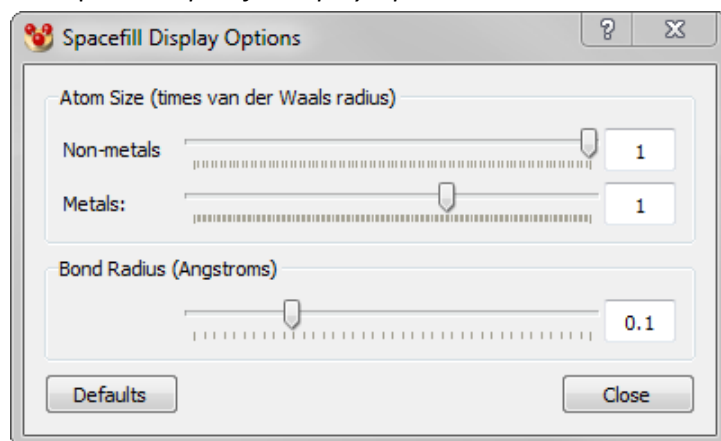 Spacefill Display Options
?
Atom Size (times van der Waals radius)
Non-metals 1
Metals: 1
Bond Radius (Angstroms)
0.1
Defaults Close